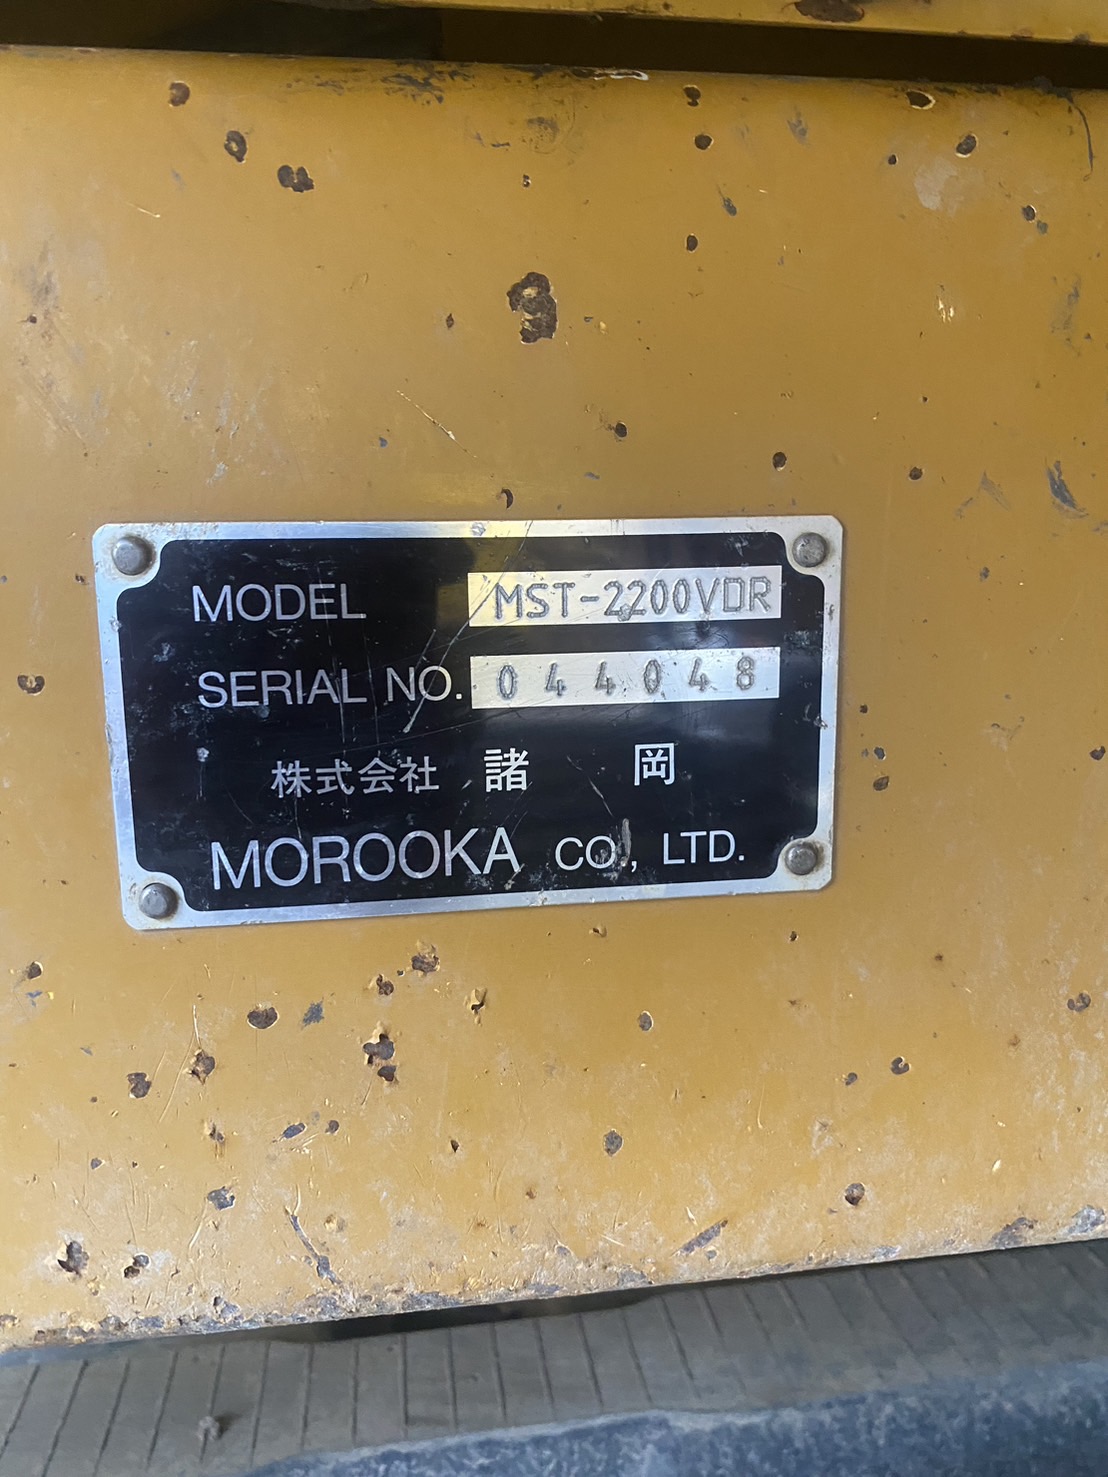 MODEL MST-2200VDR
SERIAL NO. 044048
株式会社 諸 岡
MOROOKA CO., LTD.